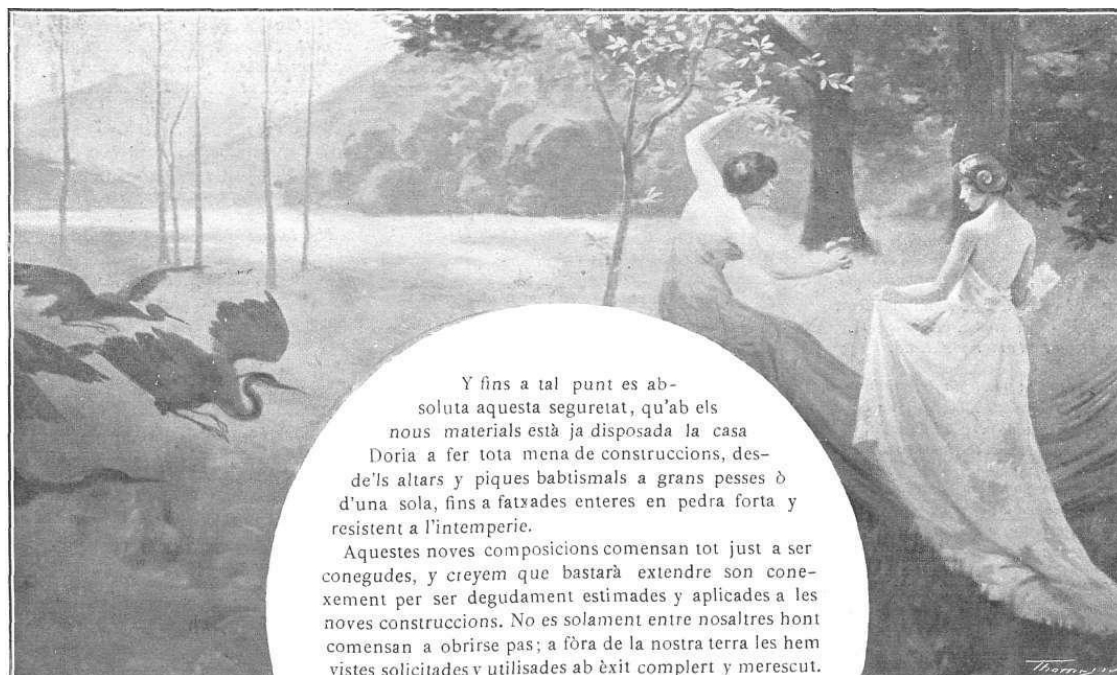 Y fins a tal punt es ab-
soluta aquesta seguretat, qu'ab els
nous materials està ja disposada la casa
Doria a fer tota mena de construccions, des-
de'ls altars y piques babtismals a grans pesses ò
d'una sola, fins a fatxades enteres en pedra forta y
resistent a l'intemperie.
Aquestes noves composicions comensan tot just a ser
conegudes, y creyem que bastarà extendre son cone-
xement per ser degudament estimades y aplicades a les
noves construccions. No es solament entre nosaltres hont
comensan a obrirse pas; a fòra de la nostra terra les hem
vistes solicitades y utilisades ab èxit complert y merescut.